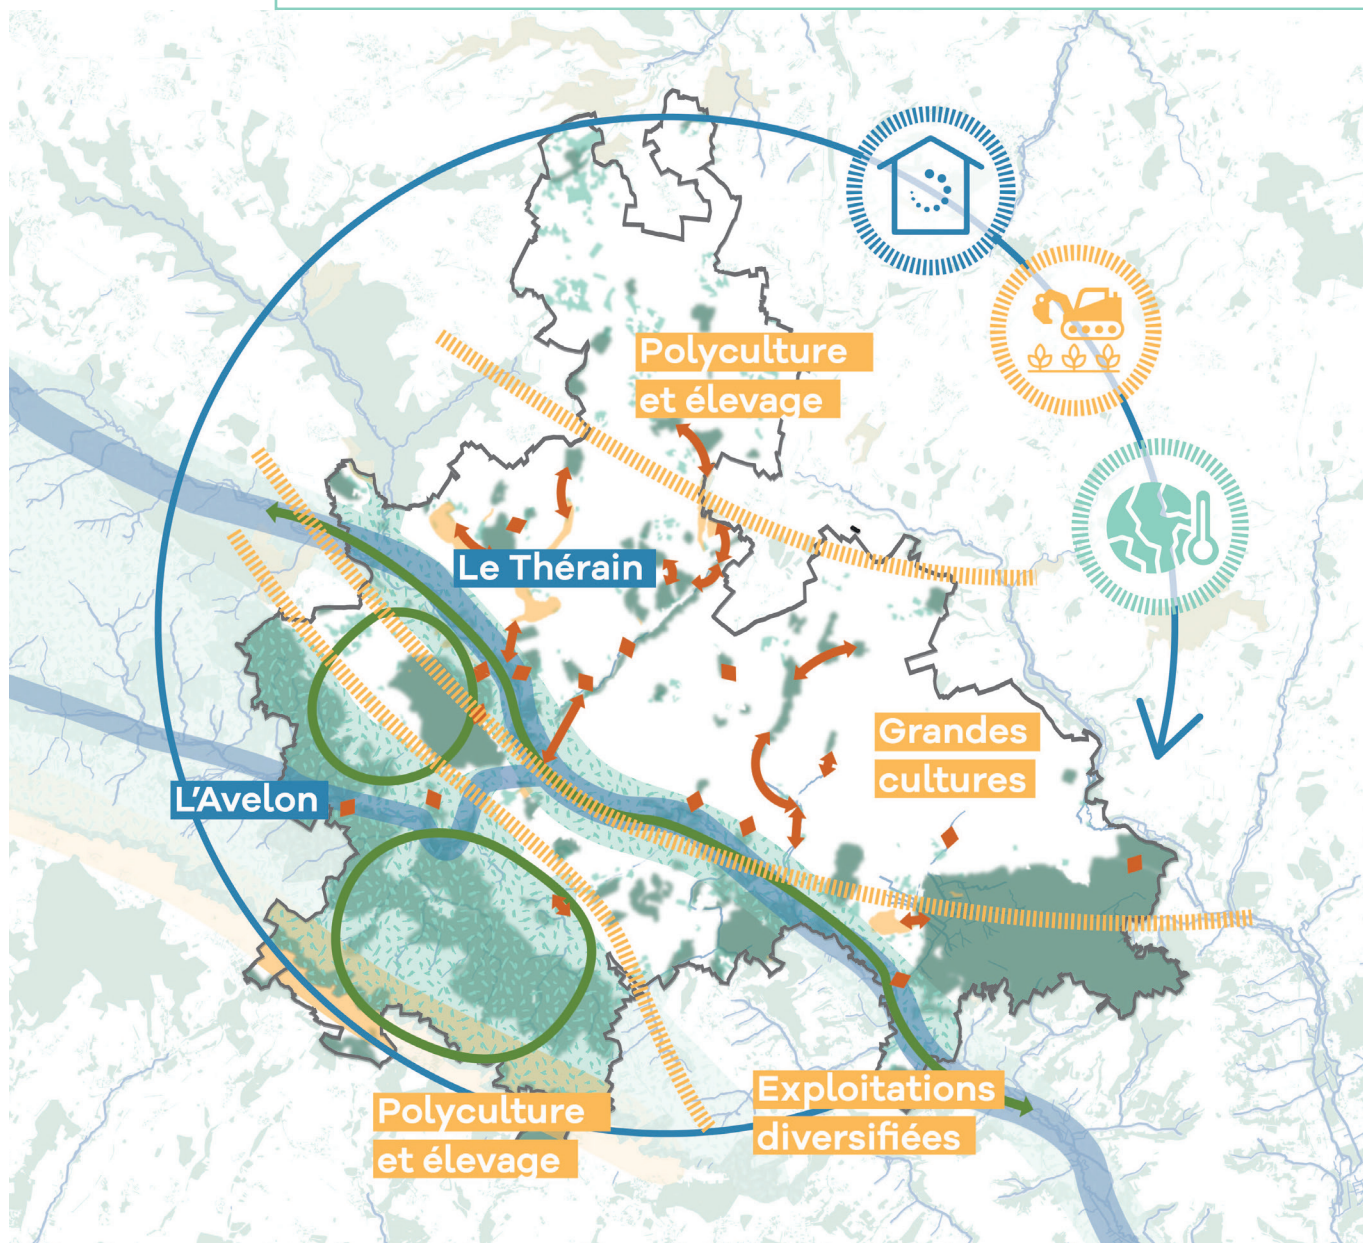 Polyculture
et élevage
Le Thérain
Grandes
cultures
L'Avelon
Exploitations
diversifiées
Polyculture
et élevage